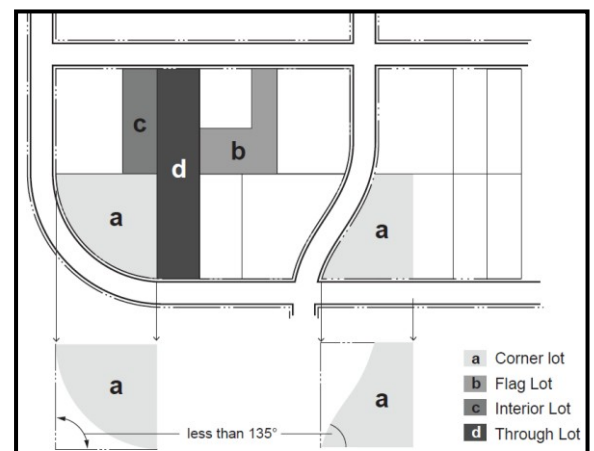 c
d
b
a
a
a
a
less than 135°
a Corner lot
b Flag Lot
c Interior Lot
d Through Lot